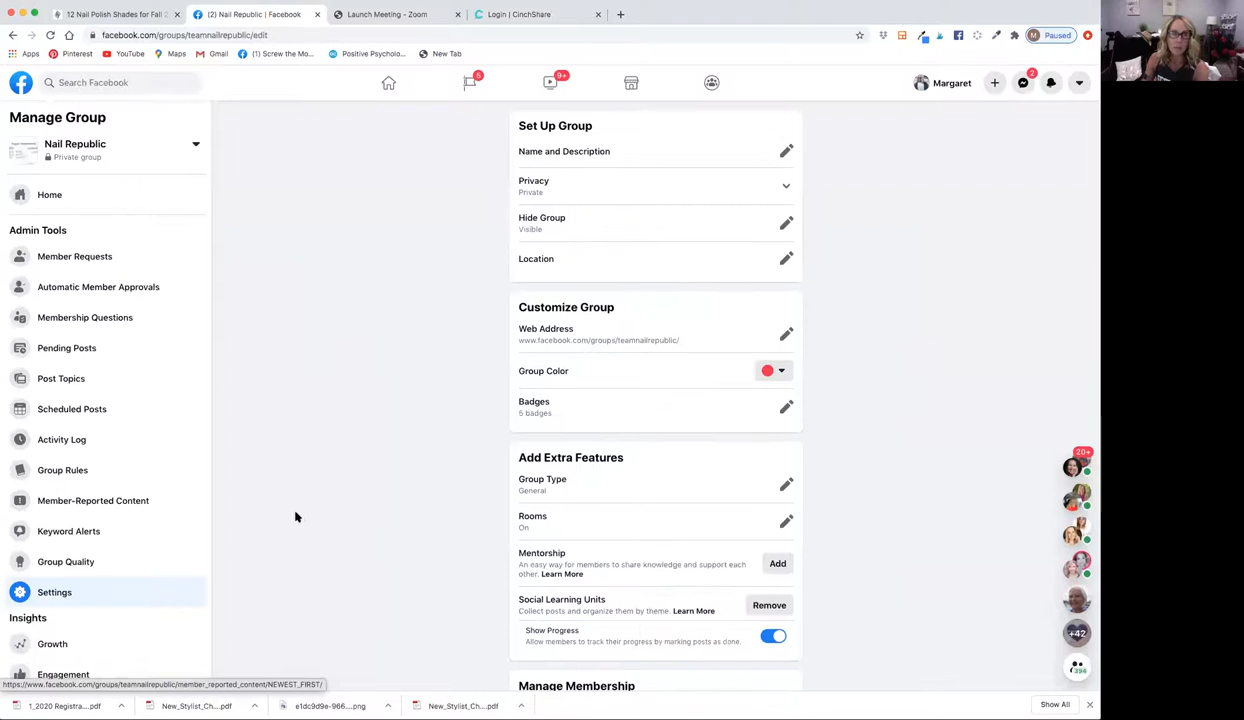 12 Nail Polish Shades for Fall 2
(2) Nail Republic | Facebook
Launch Meeting - Zoom
Login | CinchShare
facebook.com/groups/teamnailrepublic/edit
M Paused
Apps
Pinterest
YouTube
Maps
Gmail
(1) Screw the Mo...
Positive Psycholo...
New Tab
Search Facebook
5
9+
Margaret
2
Manage Group
Nail Republic
Private group
Home
Admin Tools
Member Requests
Automatic Member Approvals
Membership Questions
Pending Posts
Post Topics
Scheduled Posts
Activity Log
Group Rules
Member-Reported Content
Keyword Alerts
Group Quality
Settings
Insights
Growth
Engagement
Set Up Group
Name and Description
Privacy
Private
Hide Group
Visible
Location
Customize Group
Web Address
www.facebook.com/groups/teamnailrepublic/
Group Color
Badges
5 badges
Add Extra Features
Group Type
General
Rooms
On
Mentorship
An easy way for members to share knowledge and support each
other. Learn More
Add
Social Learning Units
Collect posts and organize them by theme. Learn More
Remove
Show Progress
Allow members to track their progress by marking posts as done.
Manage Membership
20+
+42
394
https://www.facebook.com/groups/teamnailrepublic/member_reported_content/NEWEST_FIRST/
1_2020 Registra....pdf
New_Stylist_Ch....pdf
e1dc9d9e-966....png
New_Stylist_Ch....pdf
Show All